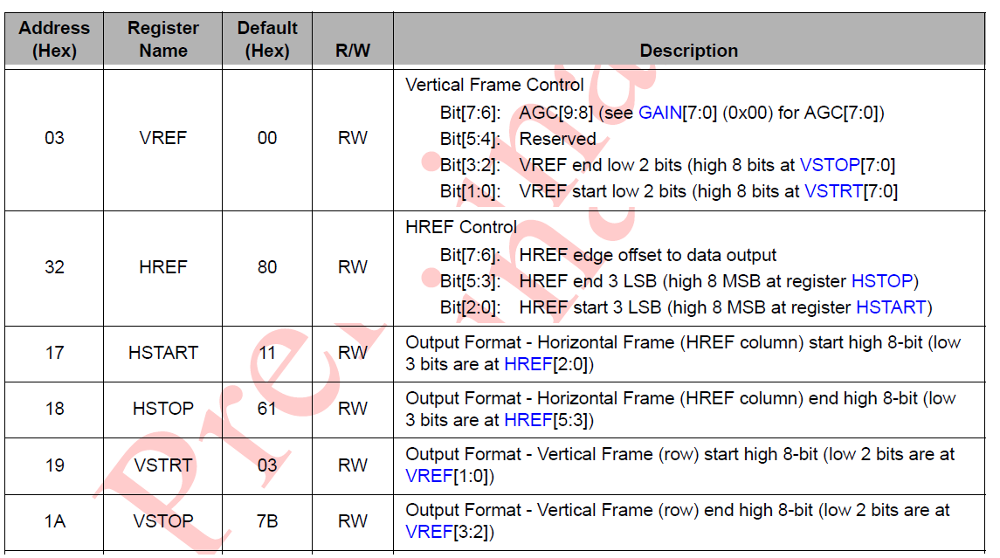 Address (Hex) Register Name Default (Hex) R/W Description
03 VREF 00 RW Vertical Frame Control
Bit[7:6]: AGC[9:8] (see GAIN[7:0] (0x00) for AGC[7:0])
Bit[5:4]: Reserved
Bit[3:2]: VREF end low 2 bits (high 8 bits at VSTOP[7:0]
Bit[1:0]: VREF start low 2 bits (high 8 bits at VSTRT[7:0]
32 HREF 80 RW HREF Control
Bit[7:6]: HREF edge offset to data output
Bit[5:3]: HREF end 3 LSB (high 8 MSB at register HSTOP)
Bit[2:0]: HREF start 3 LSB (high 8 MSB at register HSTART)
17 HSTART 11 RW Output Format - Horizontal Frame (HREF column) start high 8-bit (low
3 bits are at HREF[2:0])
18 HSTOP 61 RW Output Format - Horizontal Frame (HREF column) end high 8-bit (low
3 bits are at HREF[5:3])
19 VSTRT 03 RW Output Format - Vertical Frame (row) start high 8-bit (low 2 bits are at
VREF[1:0])
1A VSTOP 7B RW Output Format - Vertical Frame (row) end high 8-bit (low 2 bits are at
VREF[3:2])